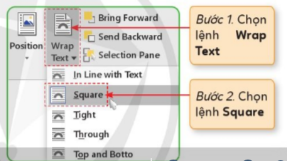 Bring Forward
Send Backward
Selection Pane
Position
Wrap
Text
In Line with Text
Square
Tight
Through
Top and Botto
Bước 1. Chọn
lệnh Wrap
Text
Bước 2. Chọn
lệnh Square